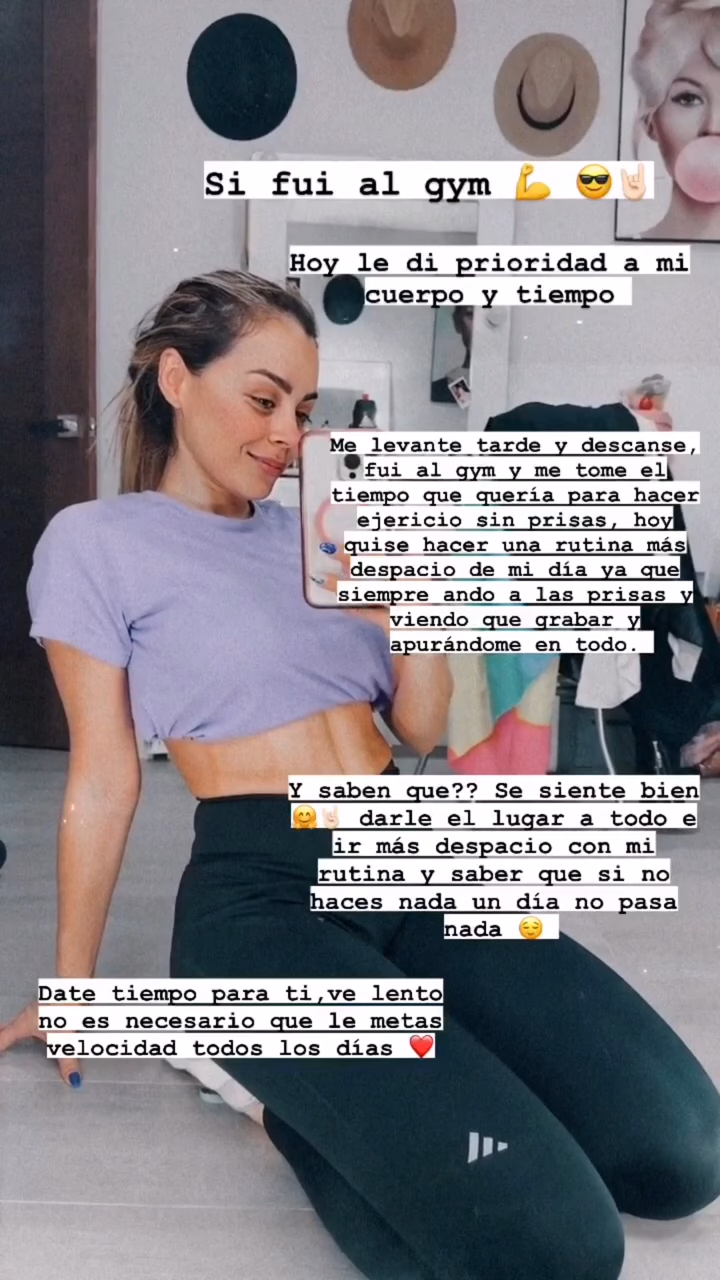 Si fui al gym 💪 😎🤘🏻
Hoy le di prioridad a mi
cuerpo y tiempo
Me levante tarde y descanse,
fui al gym y me tome el
tiempo que quería para hacer
ejericio sin prisas, hoy
quise hacer una rutina más
despacio de mi día ya que
siempre ando a las prisas y
viendo que grabar y
apurándome en todo.
Y saben que?? Se siente bien
🤗🤘🏻 darle el lugar a todo e
ir más despacio con mi
rutina y saber que si no
haces nada un día no pasa
nada 😌
Date tiempo para ti,ve lento
no es necesario que le metas
velocidad todos los días ❤️